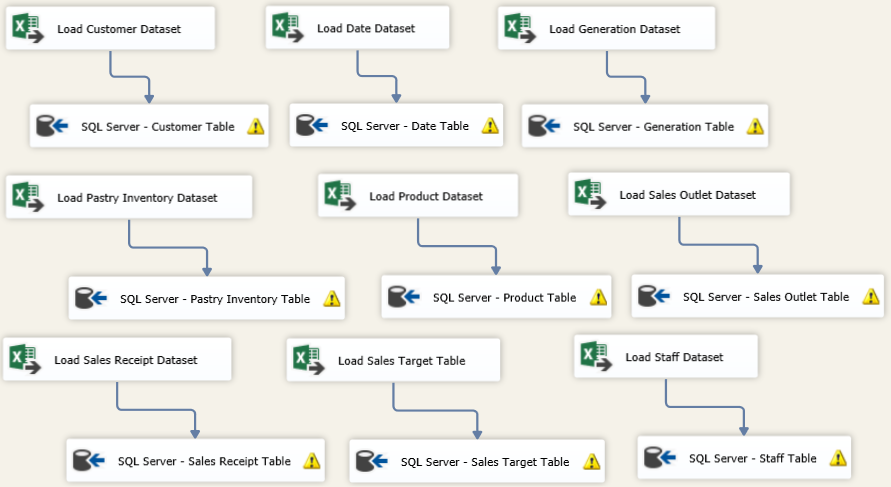 Load Customer Dataset
Load Date Dataset
Load Generation Dataset
SQL Server - Customer Table
SQL Server - Date Table
SQL Server - Generation Table
Load Pastry Inventory Dataset
Load Product Dataset
Load Sales Outlet Dataset
SQL Server - Pastry Inventory Table
SQL Server - Product Table
SQL Server - Sales Outlet Table
Load Sales Receipt Dataset
Load Sales Target Table
Load Staff Dataset
SQL Server - Sales Receipt Table
SQL Server - Sales Target Table
SQL Server - Staff Table